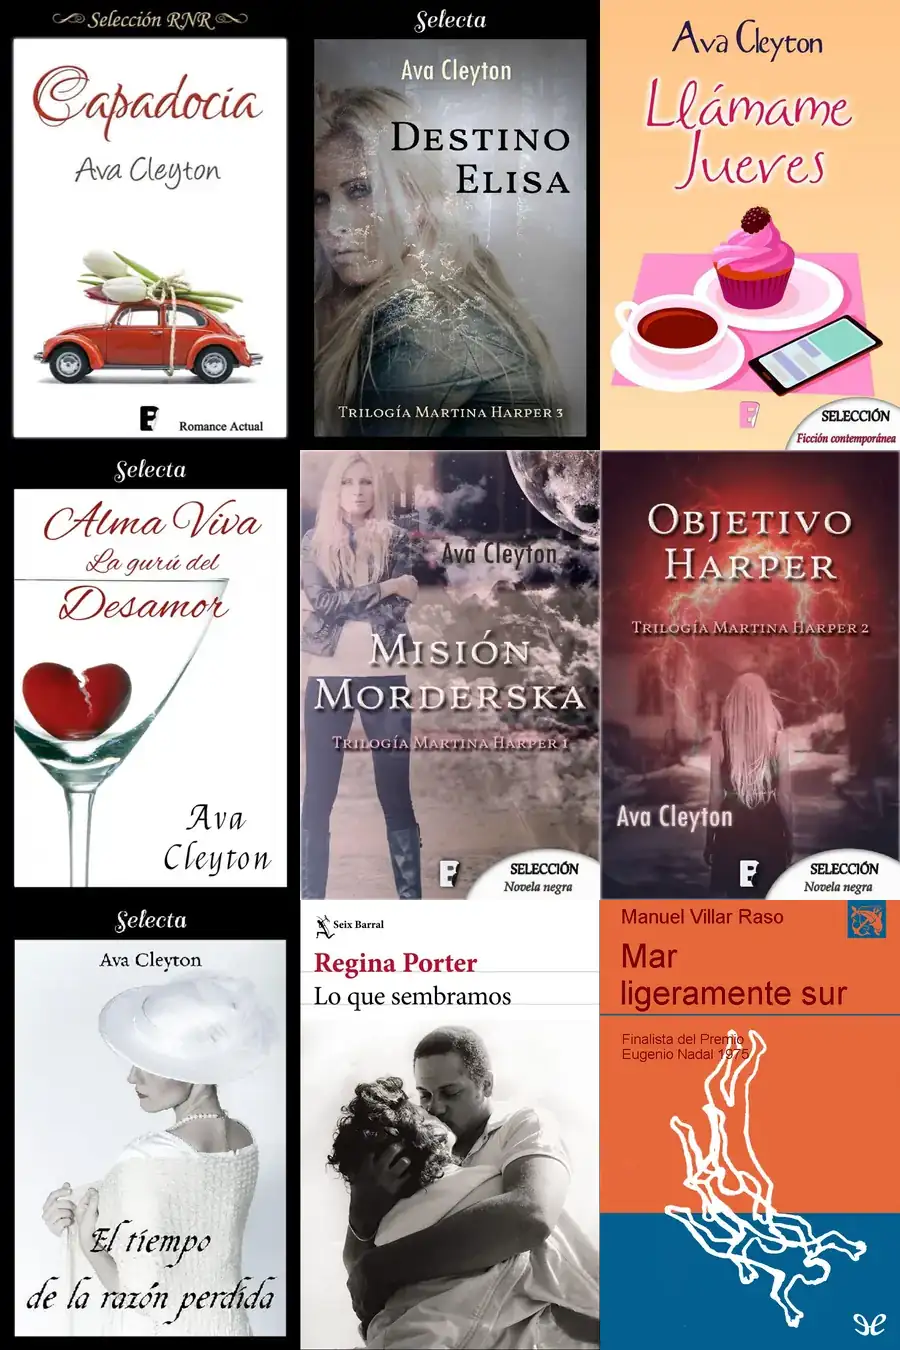 Selección RNR
Capadocia
Ava Cleyton
B
Romance Actual
Selecta
Ava Cleyton
DESTINO
ELISA
TRILOGÍA MARTINA HARPER 3
Ava Cleyton
Llámame
Jueves
B
SELECCIÓN
Ficción contemporánea
Selecta
Alma Viva
La gurú del
Desamor
Ava
Cleyton
Ava Cleyton
MISIÓN
MORDERSKA
TRILOGÍA MARTINA HARPER 1
B
SELECCIÓN
Novela negra
OBJETIVO
HARPER
TRILOGÍA MARTINA HARPER 2
Ava Cleyton
B
SELECCIÓN
Novela negra
Selecta
Ava Cleyton
El tiempo
de la razón perdida
Seix Barral
Regina Porter
Lo que sembramos
Manuel Villar Raso
Mar
ligeramente sur
Finalista del Premio
Eugenio Nadal 1975